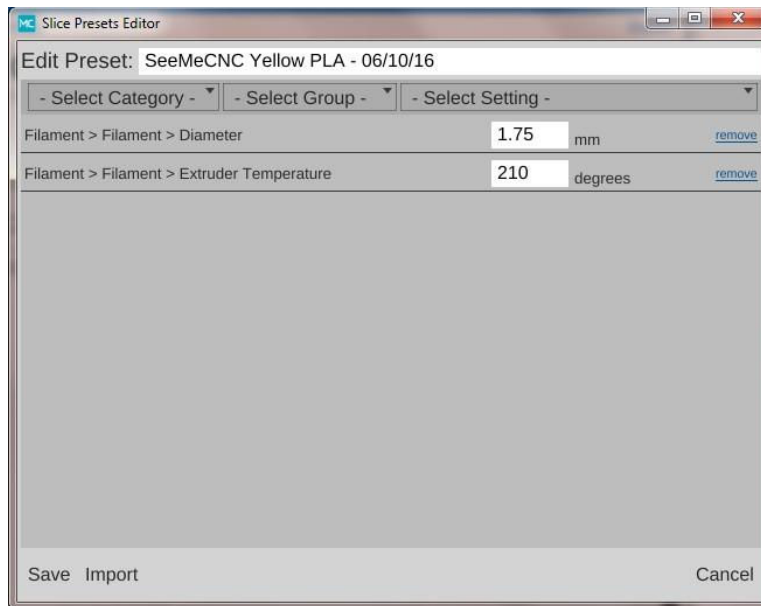 MC Slice Presets Editor
Edit Preset: SeeMeCNC Yellow PLA - 06/10/16
- Select Category - - Select Group - - Select Setting -
Filament > Filament > Diameter 1.75 mm remove
Filament > Filament > Extruder Temperature 210 degrees remove
Save Import Cancel